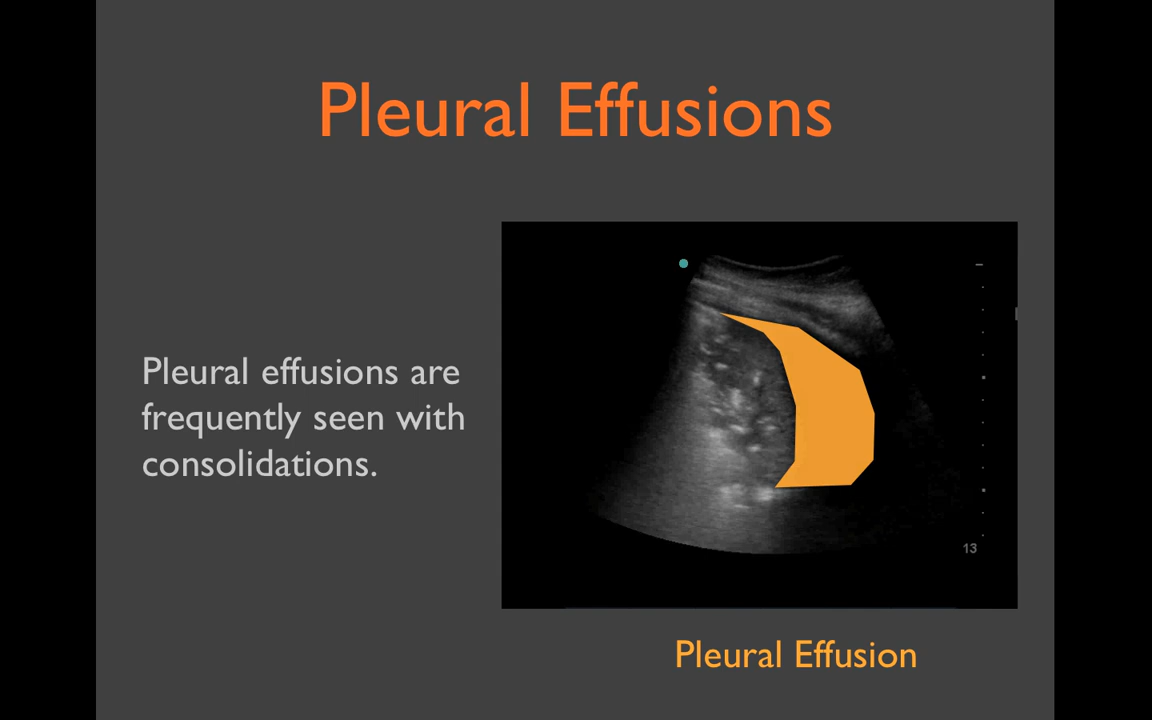 Pleural Effusions
Pleural effusions are
frequently seen with
consolidations.
13
Pleural Effusion